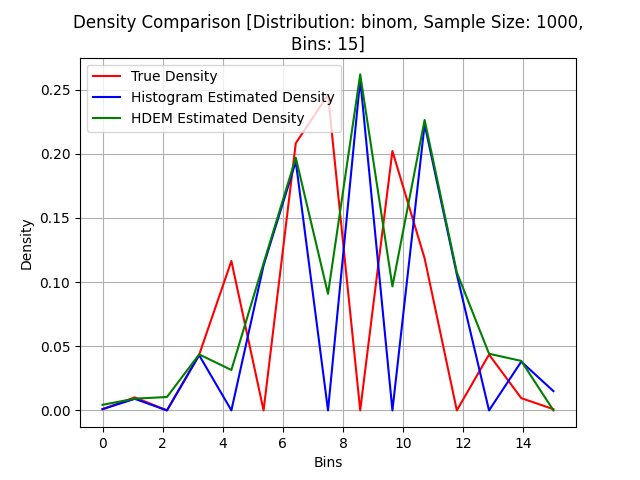 Density Comparison [Distribution: binom, Sample Size: 1000,
Bins: 15]
True Density
Histogram Estimated Density
HDEM Estimated Density
Density
0.25
0.20
0.15
0.10
0.05
0.00
0 2 4 6 8 10 12 14
Bins